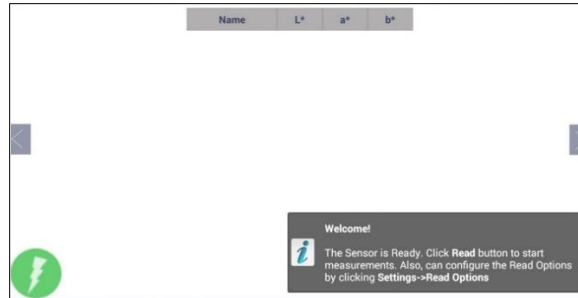 Name L* a* b*
Welcome!
The Sensor is Ready. Click Read button to start
measurements. Also, can configure the Read Options
by clicking Settings->Read Options